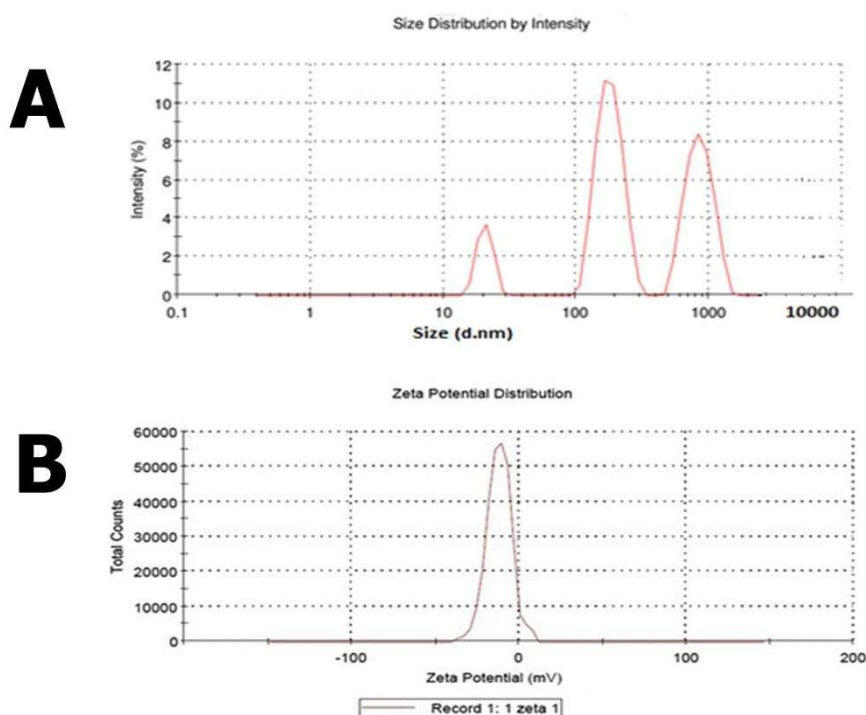 Size Distribution by Intensity
A
12
10
8
6
4
2
0
Intensity (%)
0.1 1 10 100 1000 10000
Size (d.nm)
Zeta Potential Distribution
B
60000
50000
40000
30000
20000
10000
0
Total Counts
-100 0 100 200
Zeta Potential (mV)
Record 1: 1 zeta 1